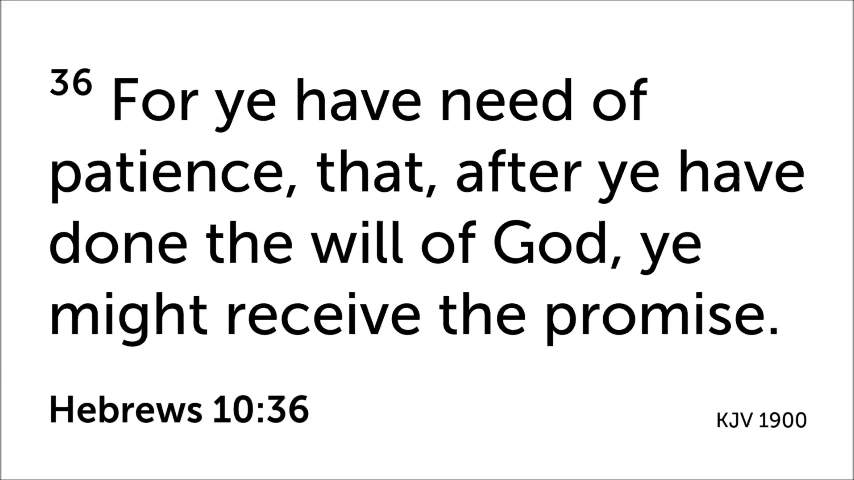 36 For ye have need of
patience, that, after ye have
done the will of God, ye
might receive the promise.
Hebrews 10:36
KJV 1900